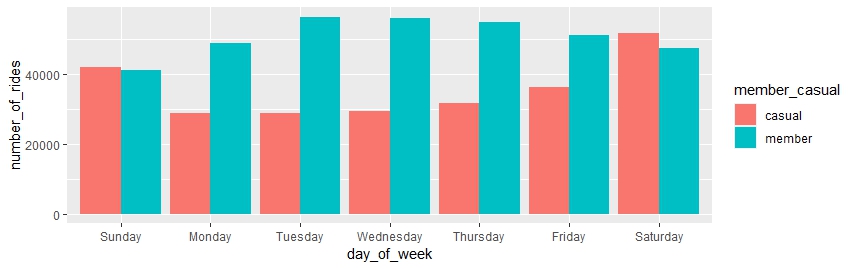 number_of_rides
40000
20000
0
Sunday Monday Tuesday Wednesday Thursday Friday Saturday
day_of_week
member_casual
casual
member